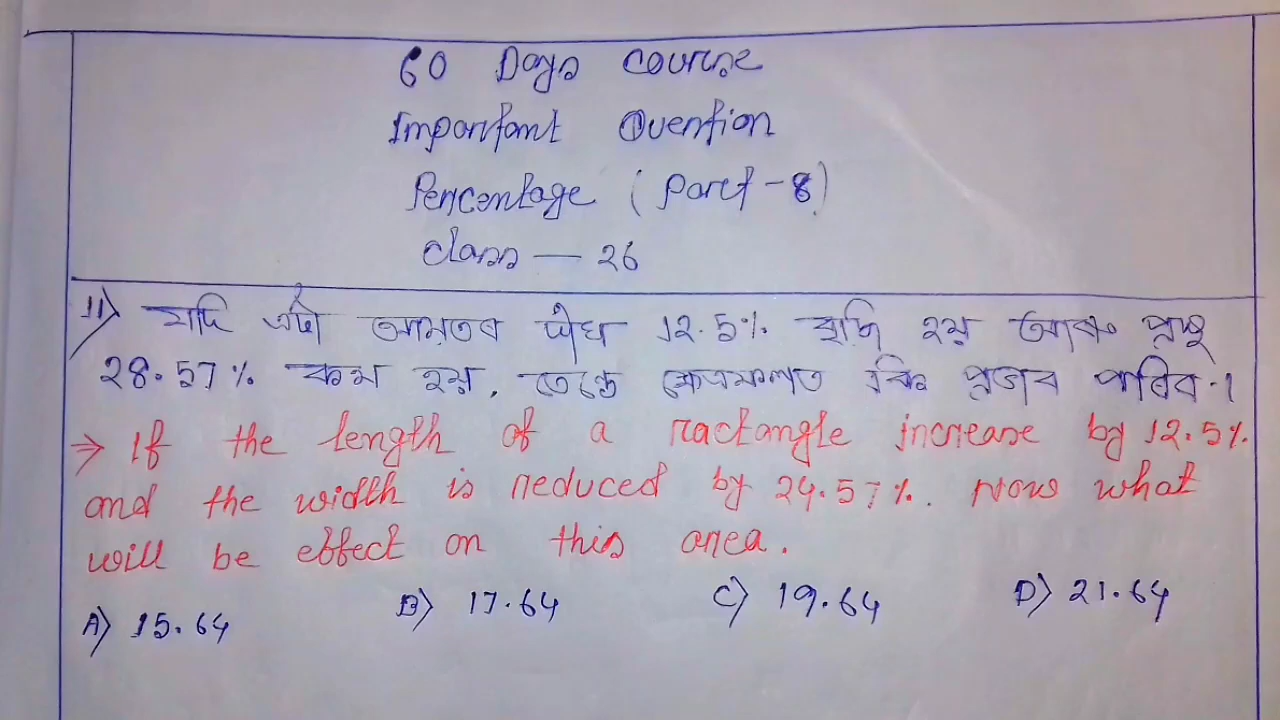 60 Days Course
Important Question
Percentage (Part-8)
Class — 26
11) যদি এটা আয়তৰ দীঘ 12.5% বৃদ্ধি হয় আৰু প্ৰস্থ
28.57% কম হয়, তেন্তে ক্ষেত্ৰফলত কি প্ৰভাৱ পৰিব।
⇒ If the length of a ractangle increase by 12.5%
and the width is reduced by 24.57%. Now what
will be effect on this area.
A) 15.64 B) 17.64 C) 19.64 D) 21.64